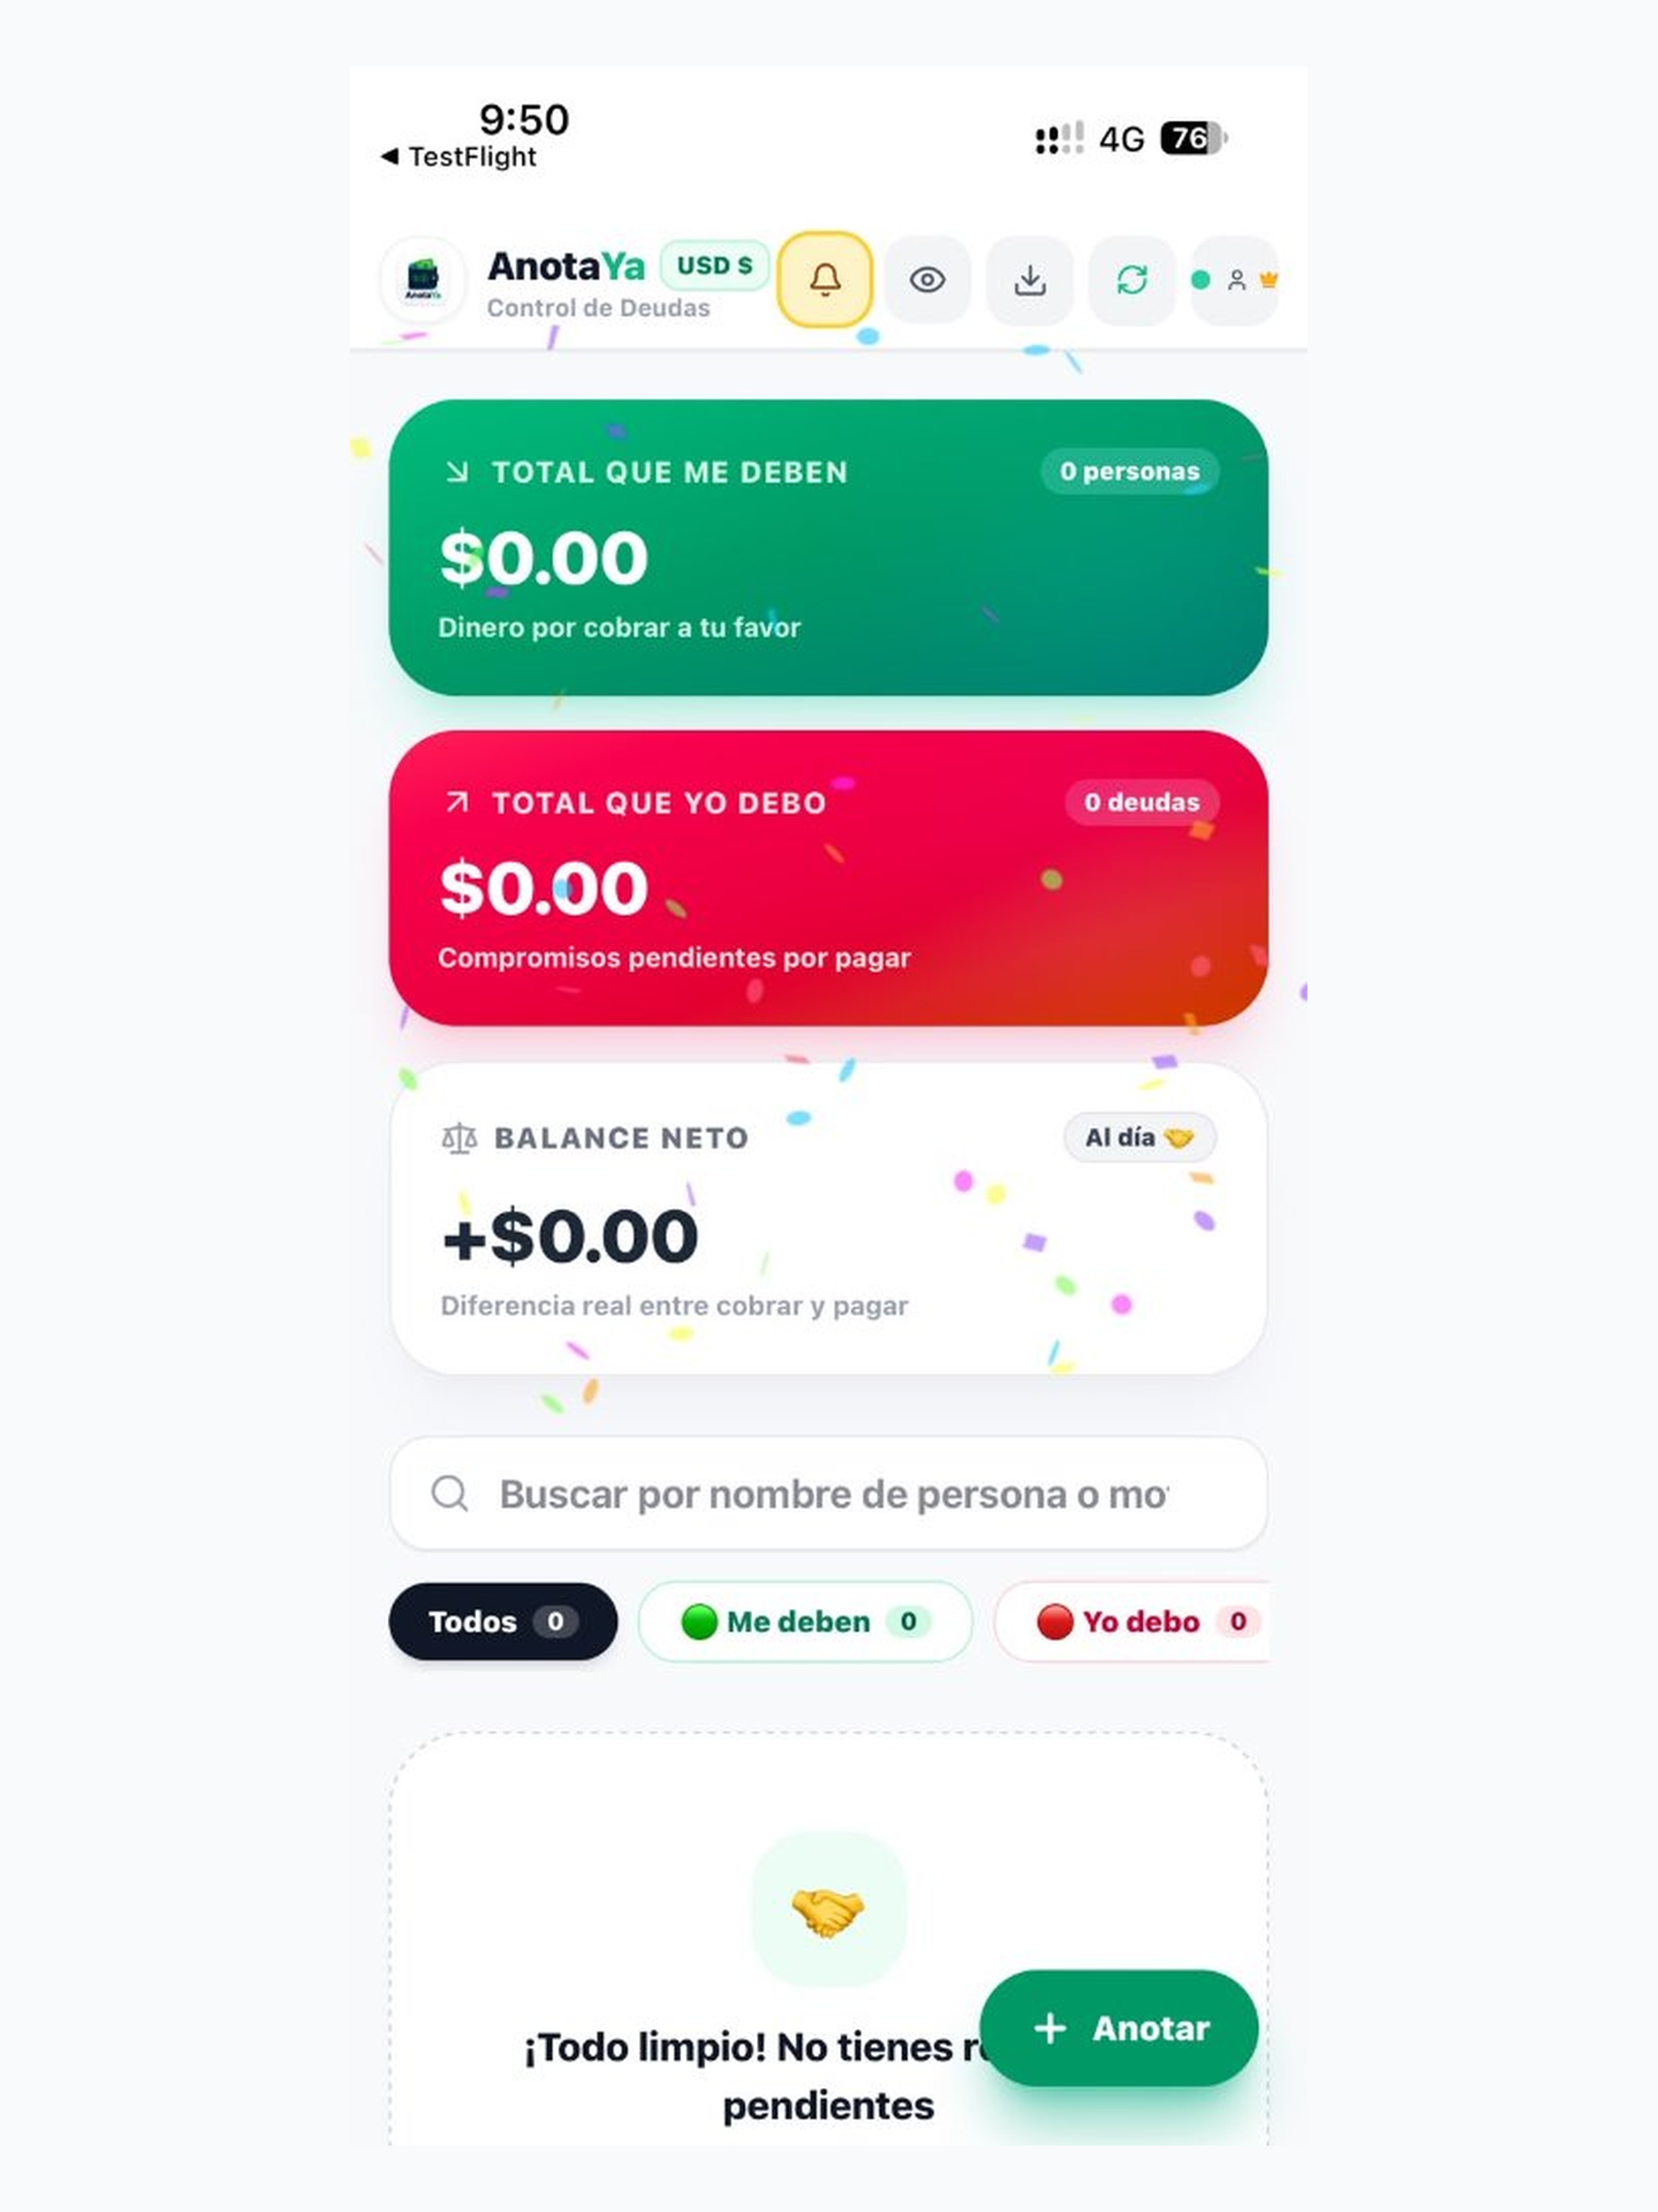 9:50
◀ TestFlight
4G 76
AnotaYa USD $
Control de Deudas
TOTAL QUE ME DEBEN 0 personas
$0.00
Dinero por cobrar a tu favor
TOTAL QUE YO DEBO 0 deudas
$0.00
Compromisos pendientes por pagar
BALANCE NETO Al día 🤝
+$0.00
Diferencia real entre cobrar y pagar
Buscar por nombre de persona o
Todos 0 Me deben 0 Yo debo 0
¡Todo limpio! No tienes
+ Anotar
pendientes